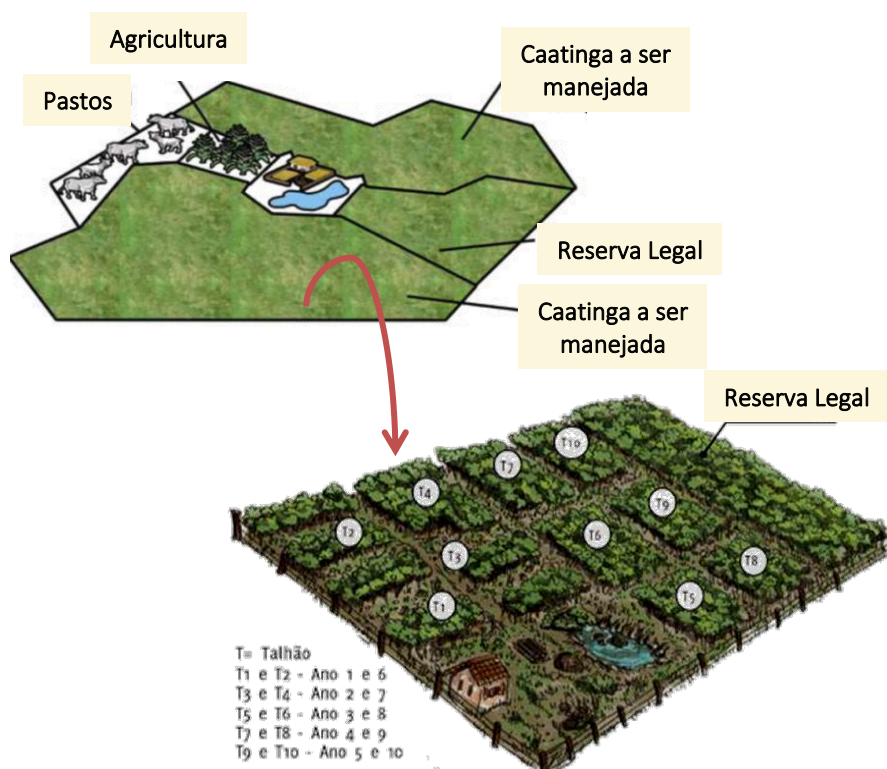 Agricultura
Caatinga a ser
manejada
Pastos
Reserva Legal
Caatinga a ser
manejada
Reserva Legal
T10
T7
T4
T9
T2
T6
T3
T8
T5
T1
T= Talhão
T1 e T2 - Ano 1 e 6
T3 e T4 - Ano 2 e 7
T5 e T6 - Ano 3 e 8
T7 e T8 - Ano 4 e 9
T9 e T10 - Ano 5 e 10